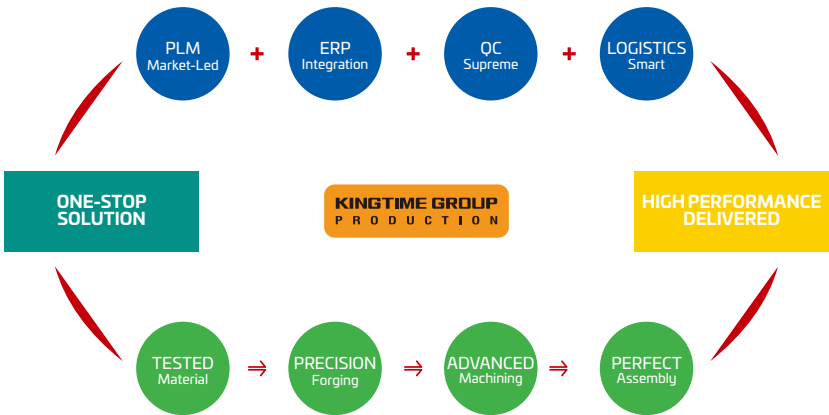 PLM
Market-Led
+
ERP
Integration
+
QC
Supreme
+
LOGISTICS
Smart
ONE-STOP
SOLUTION
KINGTIME GROUP
PRODUCTION
HIGH PERFORMANCE
DELIVERED
TESTED
Material
⇒
PRECISION
Forging
⇒
ADVANCED
Machining
⇒
PERFECT
Assembly